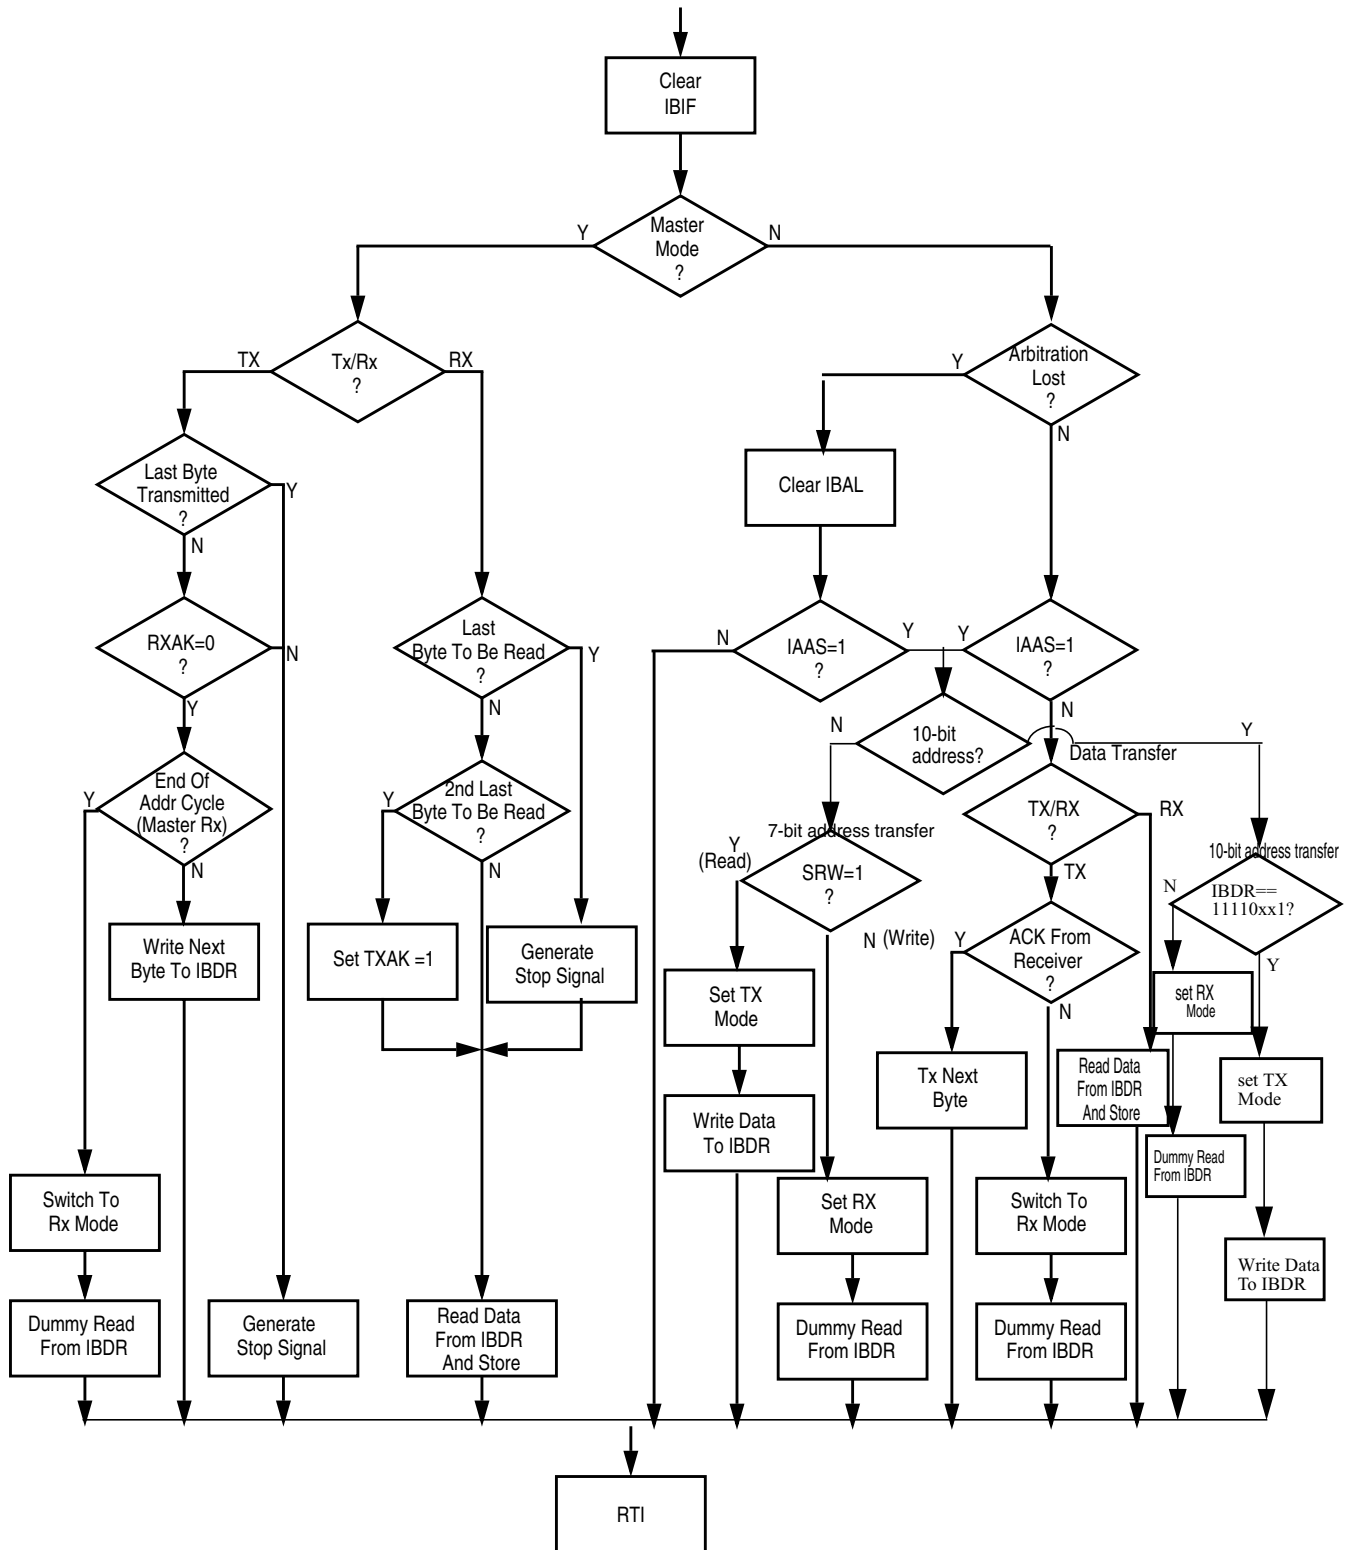 Clear
IBIF
Master
Mode
?
Y
N
Tx/Rx
?
TX
RX
Arbitration
Lost
?
Y
N
Last Byte
Transmitted
?
Y
N
Clear IBAL
RXAK=0
?
N
Y
Last
Byte To Be Read
?
Y
N
IAAS=1
?
N
Y
IAAS=1
?
Y
N
10-bit
address?
N
Y
Data Transfer
End Of
Addr Cycle
(Master Rx)
?
Y
N
2nd Last
Byte To Be Read
?
Y
N
7-bit address transfer
SRW=1
?
Y
(Read)
N (Write)
TX/RX
?
RX
TX
10-bit address transfer
IBDR==
11110xx1?
N
Y
Write Next
Byte To IBDR
Set TXAK =1
Generate
Stop Signal
Set TX
Mode
ACK From
Receiver
?
Y
N
set RX
Mode
Tx Next
Byte
Read Data
From IBDR
And Store
set TX
Mode
Write Data
To IBDR
Dummy Read
From IBDR
Switch To
Rx Mode
Set RX
Mode
Switch To
Rx Mode
Write Data
To IBDR
Dummy Read
From IBDR
Generate
Stop Signal
Read Data
From IBDR
And Store
Dummy Read
From IBDR
Dummy Read
From IBDR
RTI